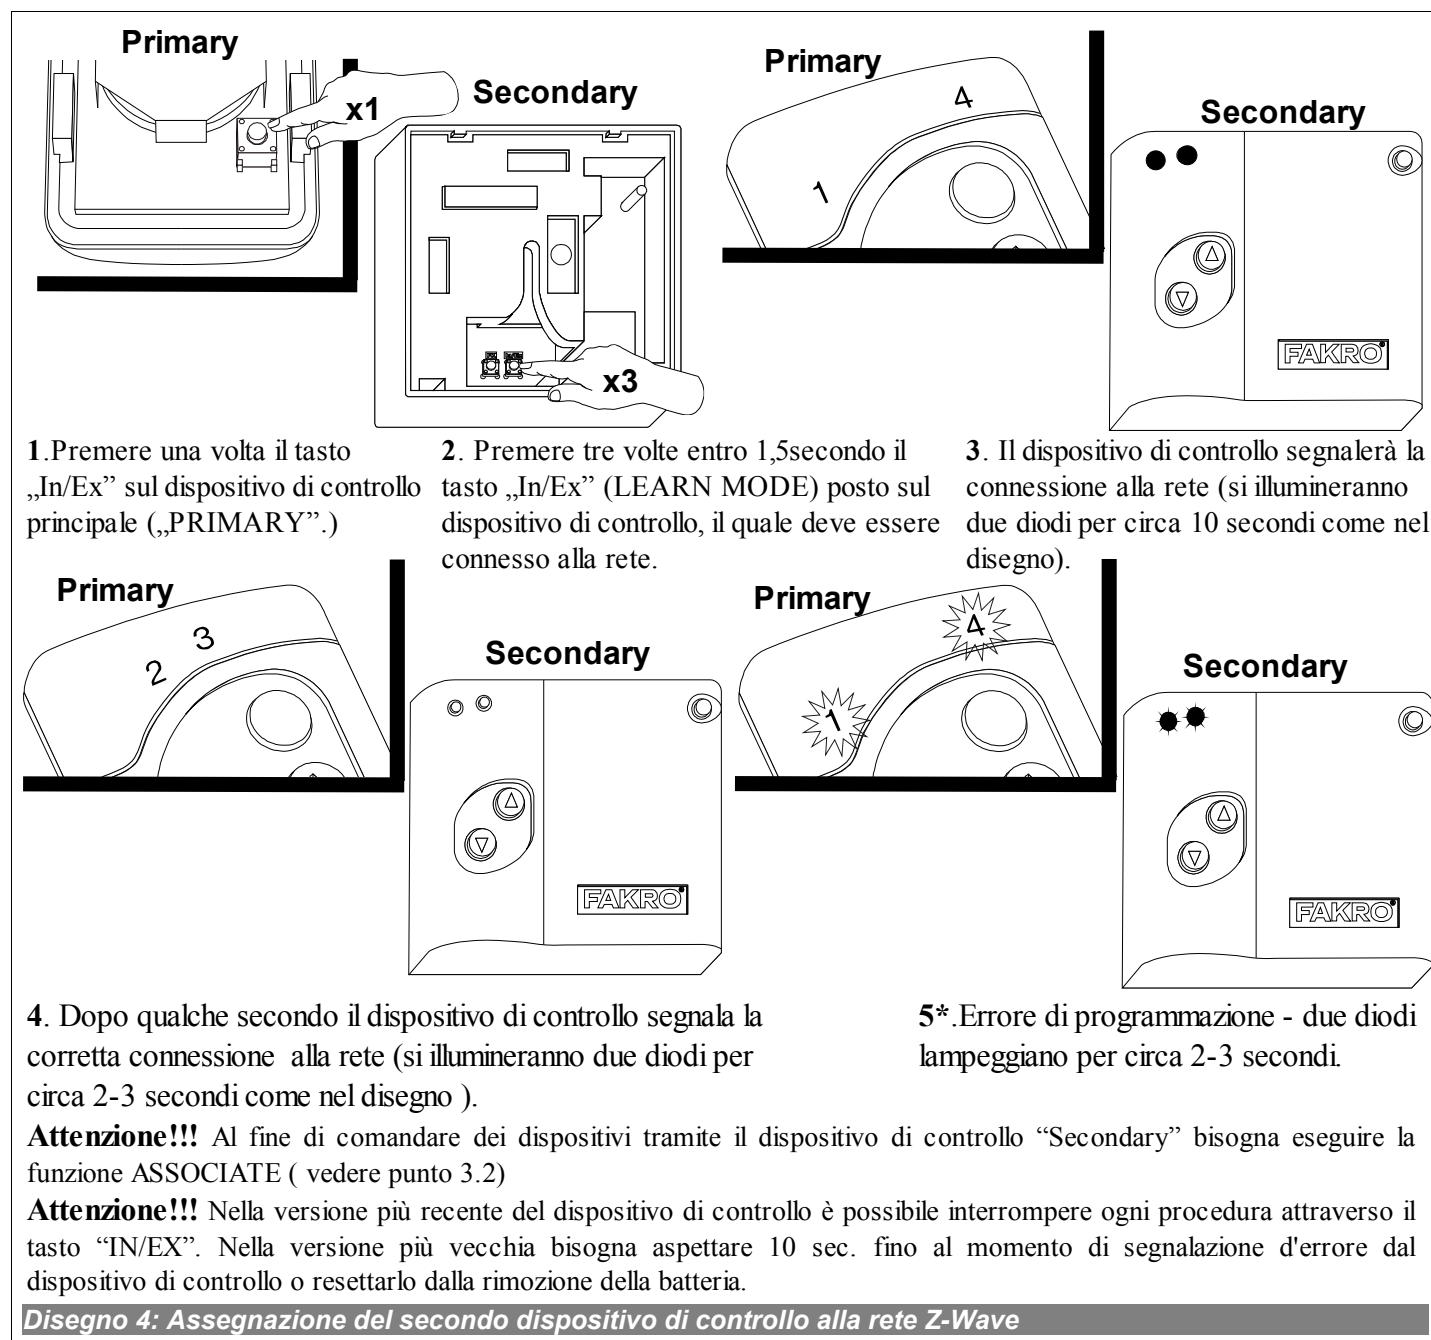 Primary
x1
Secondary
x3
Primary
1
4
Secondary
FAKRO
1.Premere una volta il tasto
„In/Ex” sul dispositivo di controllo
principale („PRIMARY”.)
2. Premere tre volte entro 1,5secondo il
tasto „In/Ex” (LEARN MODE) posto sul
dispositivo di controllo, il quale deve essere
connesso alla rete.
3. Il dispositivo di controllo segnalerà la
connessione alla rete (si illumineranno
due diodi per circa 10 secondi come nel
disegno).
Primary
2
3
Secondary
FAKRO
Primary
1
4
Secondary
FAKRO
4. Dopo qualche secondo il dispositivo di controllo segnala la
corretta connessione alla rete (si illumineranno due diodi per
circa 2-3 secondi come nel disegno ).
5*.Errore di programmazione - due diodi
lampeggiano per circa 2-3 secondi.
Attenzione!!! Al fine di comandare dei dispositivi tramite il dispositivo di controllo “Secondary” bisogna eseguire la
funzione ASSOCIATE ( vedere punto 3.2)
Attenzione!!! Nella versione più recente del dispositivo di controllo è possibile interrompere ogni procedura attraverso il
tasto “IN/EX”. Nella versione più vecchia bisogna aspettare 10 sec. fino al momento di segnalazione d'errore dal
dispositivo di controllo o resettarlo dalla rimozione della batteria.
Disegno 4: Assegnazione del secondo dispositivo di controllo alla rete Z-Wave